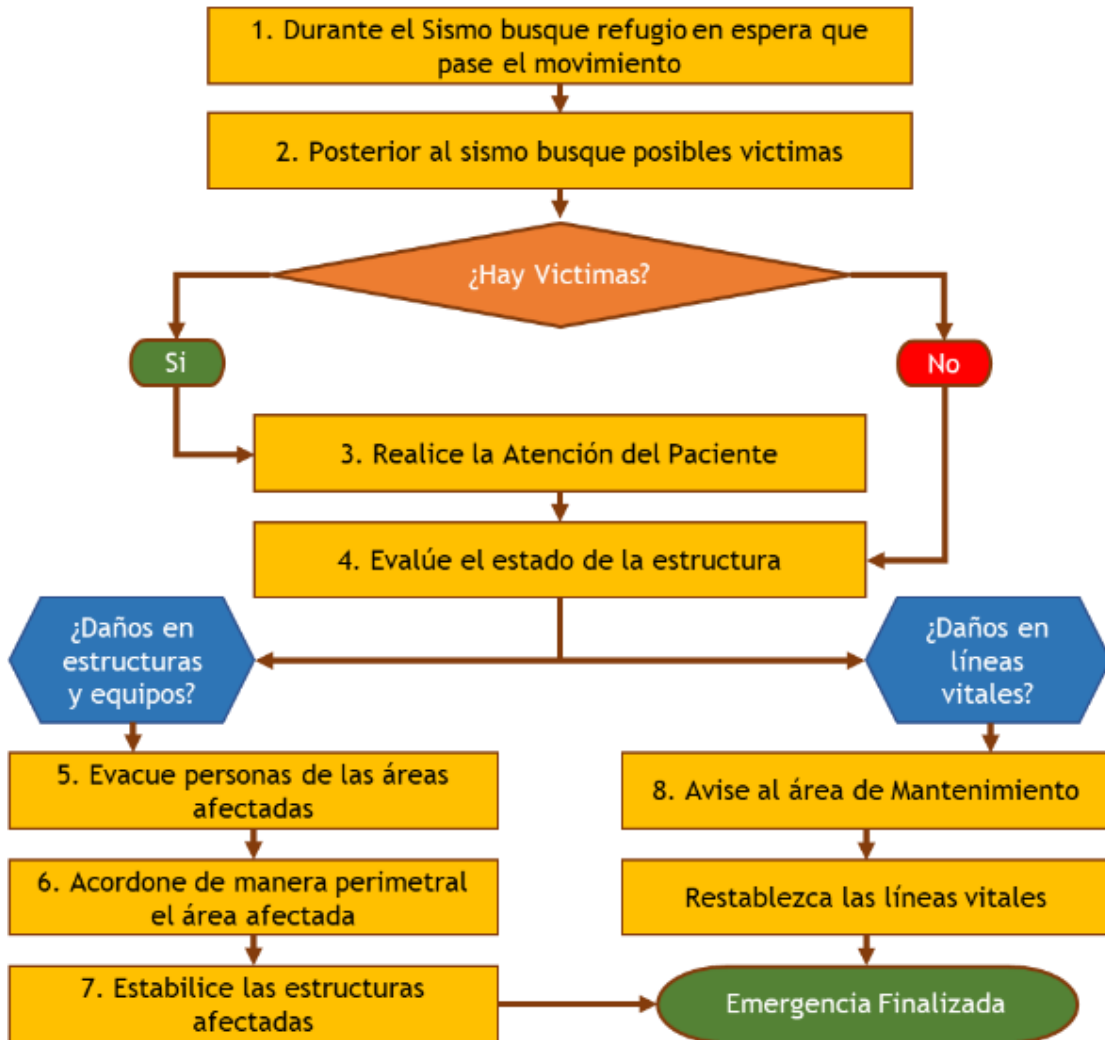 1. Durante el Sismo busque refugio en espera que
pase el movimiento
2. Posterior al sismo busque posibles victimas
¿Hay Victimas?
Si
No
3. Realice la Atención del Paciente
4. Evalúe el estado de la estructura
¿Daños en
estructuras
y equipos?
¿Daños en
líneas
vitales?
5. Evacue personas de las áreas
afectadas
8. Avise al área de Mantenimiento
6. Acordone de manera perimetral
el área afectada
Restablezca las líneas vitales
7. Estabilice las estructuras
afectadas
Emergencia Finalizada